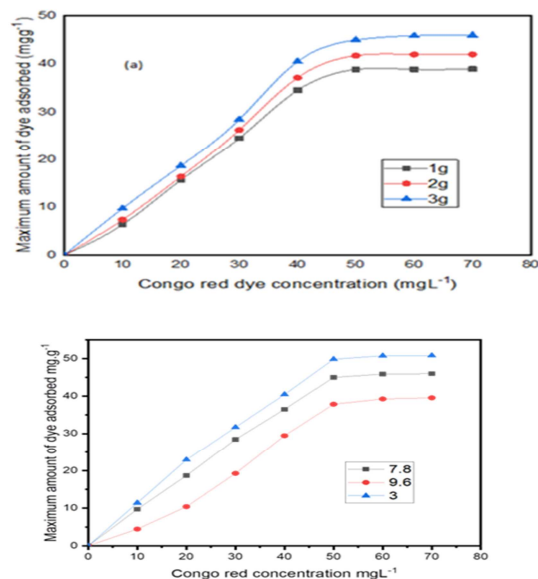 50
(a)
40
30
20
10
0
Maximum amount of dye adsorbed (mgg-1)
1g
2g
3g
0 10 20 30 40 50 60 70 80
Congo red dye concentration (mgL-1)
50
40
30
20
10
0
Maximum amount of dye adsorbed mg.g-1
7.8
9.6
3
0 10 20 30 40 50 60 70 80
Congo red concentration mgL-1